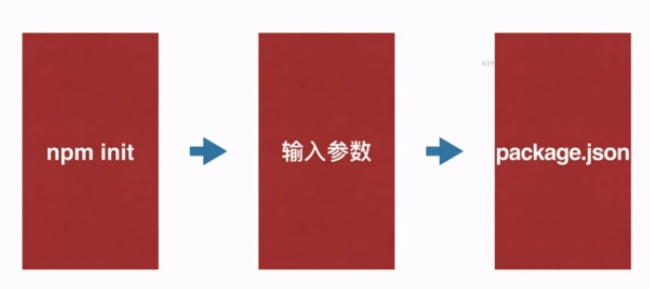 npm init
输入参数
package.json